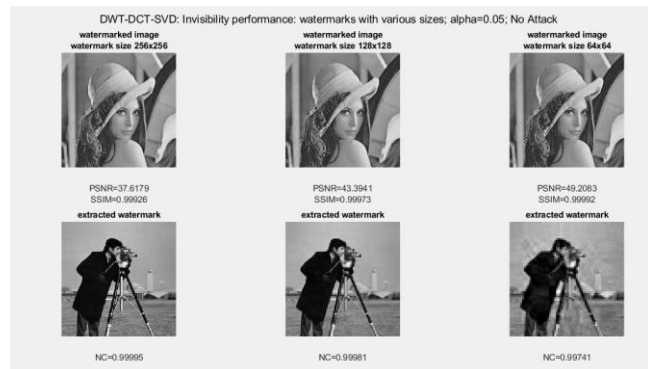 DWT-DCT-SVD: Invisibility performance: watermarks with various sizes; alpha=0.05; No Attack
watermarked image
watermark size 256x256
watermarked image
watermark size 128x128
watermarked image
watermark size 64x64
PSNR=37.6179
SSIM=0.99926
PSNR=43.3941
SSIM=0.99973
PSNR=49.2083
SSIM=0.99992
extracted watermark
extracted watermark
extracted watermark
NC=0.99995
NC=0.99981
NC=0.99741